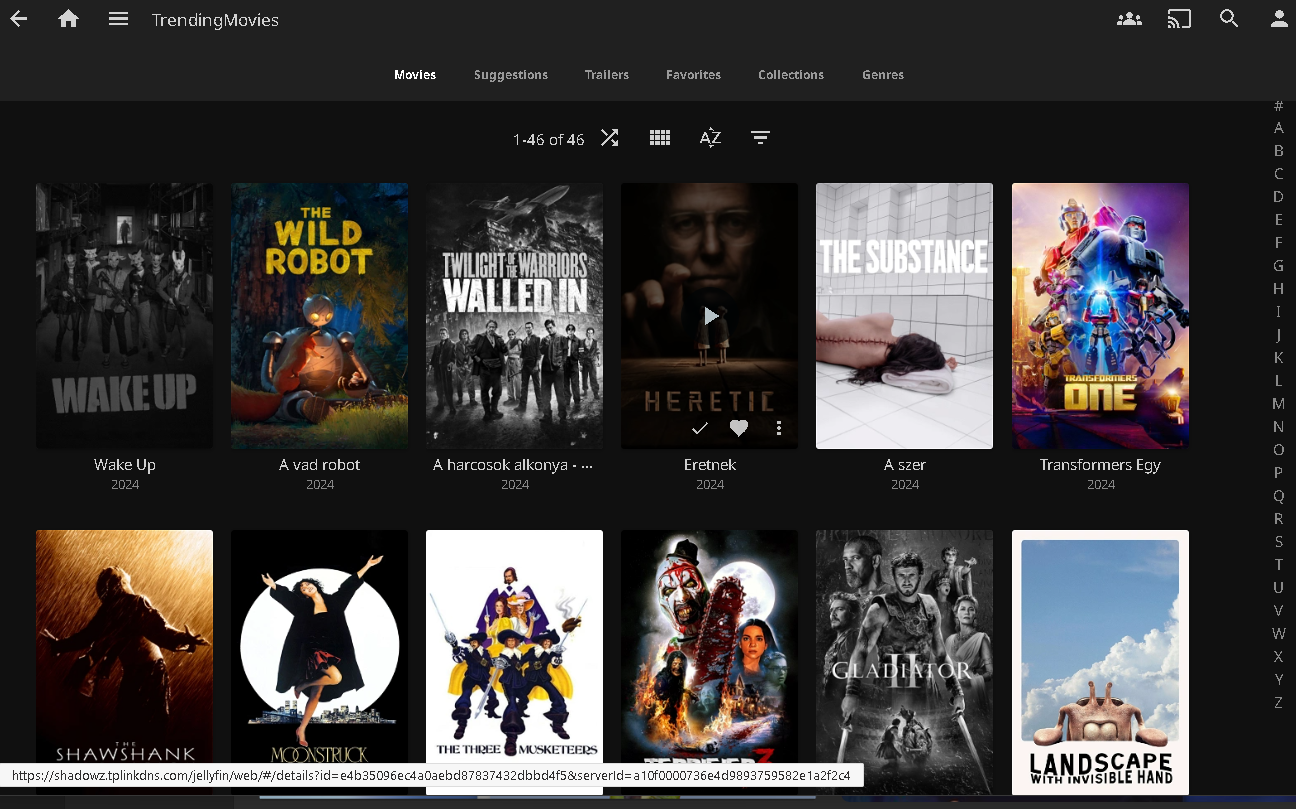 TrendingMovies
Movies Suggestions Trailers Favorites Collections Genres
1-46 of 46
AZ
#
A
B
C
D
E
F
G
H
I
J
K
L
M
N
O
P
Q
R
S
T
U
V
W
X
Y
Z
WAKE UP
Wake Up
2024
THE
WILD
ROBOT
A vad robot
2024
TWILIGHT OF THE WARRIORS
WALLED IN
A harcosok alkonya - ...
2024
HERETIC
Eretnek
2024
THE SUBSTANCE
A szer
2024
TRANSFORMERS
ONE
Transformers Egy
2024
THE
SHAWSHANK
MOONSTRUCK
THE THREE MUSKETEERS
TERRIFIER 3
GLADIATOR
II
LANDSCAPE
WITH INVISIBLE HAND
https://shadowz.tplinkdns.com/jellyfin/web/#/details?id=e4b35096ec4a0aebd87837432dbbd4f5&serverId=a10f0000736e4d9893759582e1a2f2c4